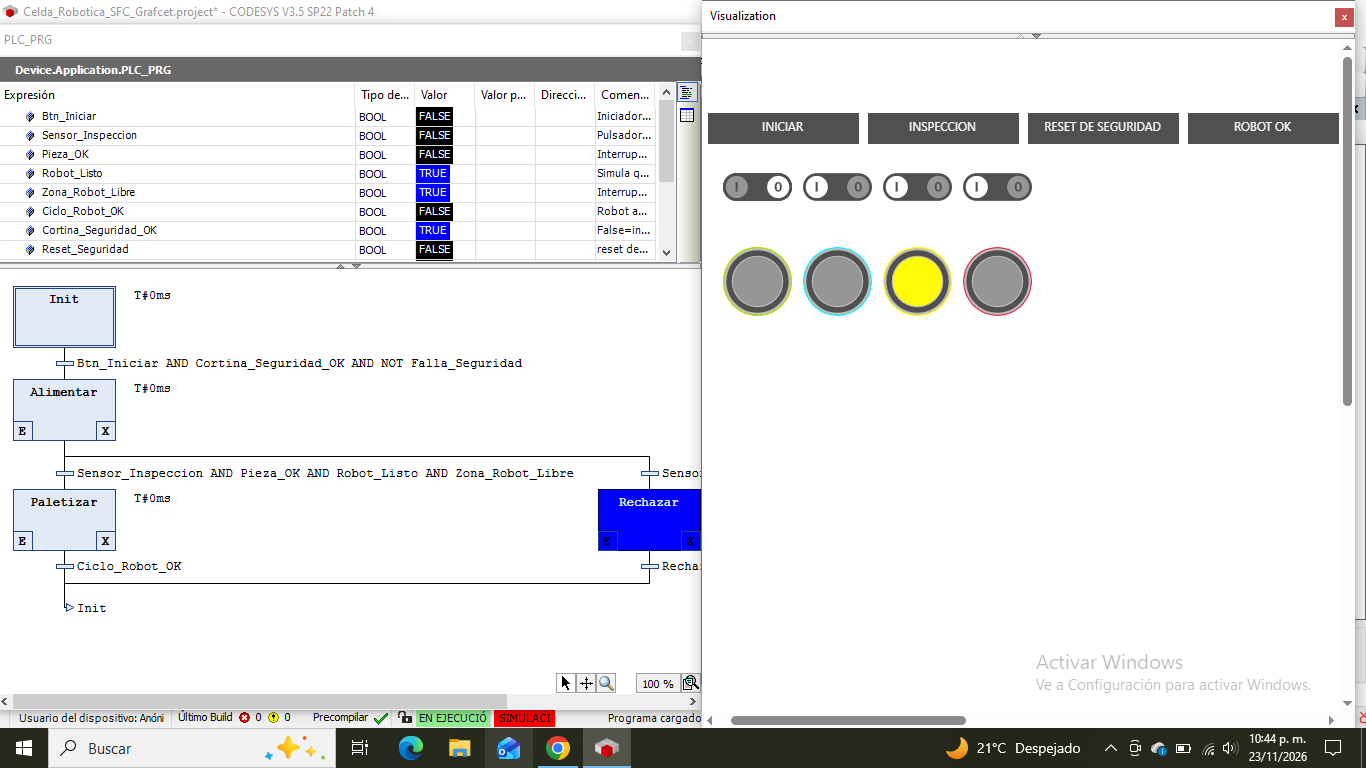 Celda_Robotica_SFC_Grafcet.project* - CODESYS V3.5 SP22 Patch 4
PLC_PRG
Device.Application.PLC_PRG
Expresión Tipo de... Valor Valor p... Direcci... Comen...
Btn_Iniciar BOOL FALSE Iniciador...
Sensor_Inspeccion BOOL FALSE Pulsador...
Pieza_OK BOOL FALSE Interrup...
Robot_Listo BOOL TRUE Simula q...
Zona_Robot_Libre BOOL TRUE Interrup...
Ciclo_Robot_OK BOOL FALSE Robot a...
Cortina_Seguridad_OK BOOL TRUE False=in...
Reset_Seguridad BOOL FALSE reset de...
Init T#0ms
Btn_Iniciar AND Cortina_Seguridad_OK AND NOT Falla_Seguridad
Alimentar T#0ms
E X
Sensor_Inspeccion AND Pieza_OK AND Robot_Listo AND Zona_Robot_Libre Sensor
Paletizar T#0ms Rechazar
E X E X
Ciclo_Robot_OK Recha
Init
100 %
Usuario del dispositivo: Anóni Último Build 0 0 Precompilar EN EJECUCIÓ SIMULACI Programa cargado
Visualization
INICIAR INSPECCION RESET DE SEGURIDAD ROBOT OK
I 0 I 0 I 0 I 0
Activar Windows
Ve a Configuración para activar Windows.
Buscar
21°C Despejado
10:44 p. m.
23/11/2026